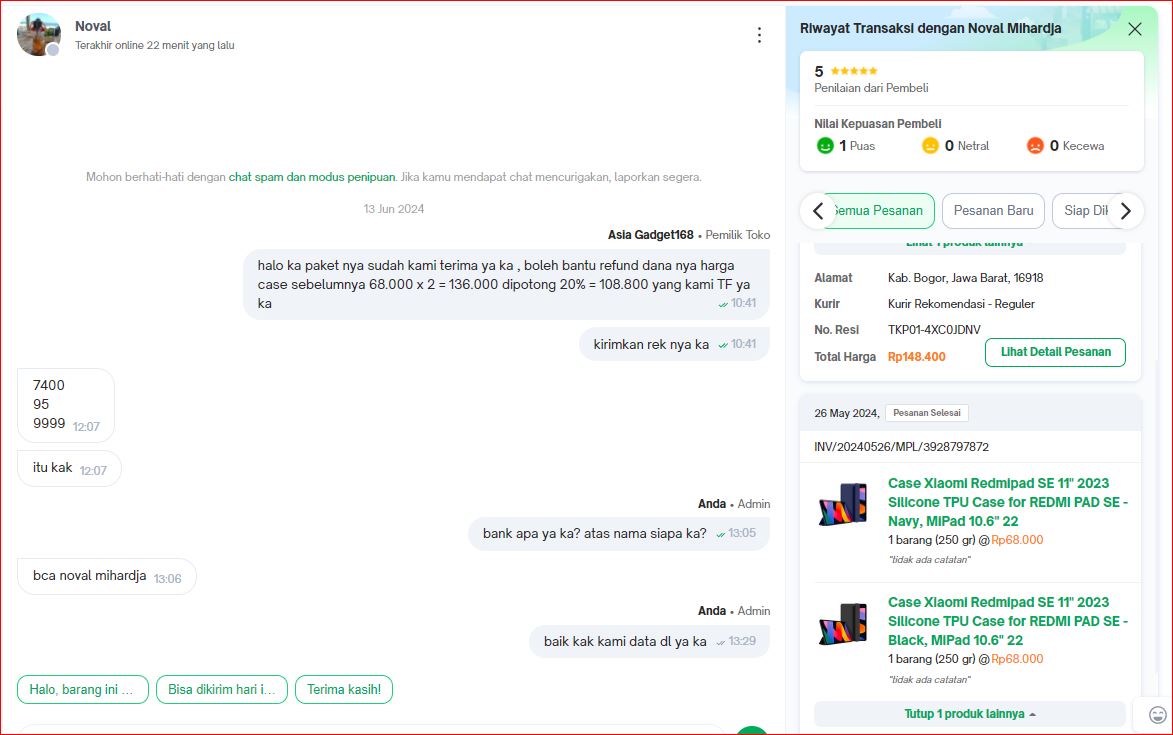 Noval
Terakhir online 22 menit yang lalu
Mohon berhati-hati dengan chat spam dan modus penipuan. Jika kamu mendapat chat mencurigakan, laporkan segera.
13 Jun 2024
Asia Gadget168 • Pemilik Toko
halo ka paket nya sudah kami terima ya ka , boleh bantu refund dana nya harga
case sebelumnya 68.000 x 2 = 136.000 dipotong 20% = 108.800 yang kami TF ya
ka
10:41
kirimkan rek nya ka 10:41
7400
95
9999 12:07
itu kak 12:07
Anda • Admin
bank apa ya ka? atas nama siapa ka? 13:05
bca noval mihardja 13:06
Anda • Admin
baik kak kami data dl ya ka 13:29
Halo, barang ini ...
Bisa dikirim hari i...
Terima kasih!
Riwayat Transaksi dengan Noval Mihardja
5
Penilaian dari Pembeli
Nilai Kepuasan Pembeli
1 Puas
0 Netral
0 Kecewa
Semua Pesanan
Pesanan Baru
Siap Dik
Lihat 1 produk lainnya
Alamat Kab. Bogor, Jawa Barat, 16918
Kurir Kurir Rekomendasi - Reguler
No. Resi TKP01-4XC0JDNV
Total Harga Rp148.400
Lihat Detail Pesanan
26 May 2024, Pesanan Selesai
INV/20240526/MPL/3928797872
Case Xiaomi Redmipad SE 11" 2023
Silicone TPU Case for REDMI PAD SE -
Navy, MiPad 10.6" 22
1 barang (250 gr) @Rp68.000
"tidak ada catatan"
Case Xiaomi Redmipad SE 11" 2023
Silicone TPU Case for REDMI PAD SE -
Black, MiPad 10.6" 22
1 barang (250 gr) @Rp68.000
"tidak ada catatan"
Tutup 1 produk lainnya